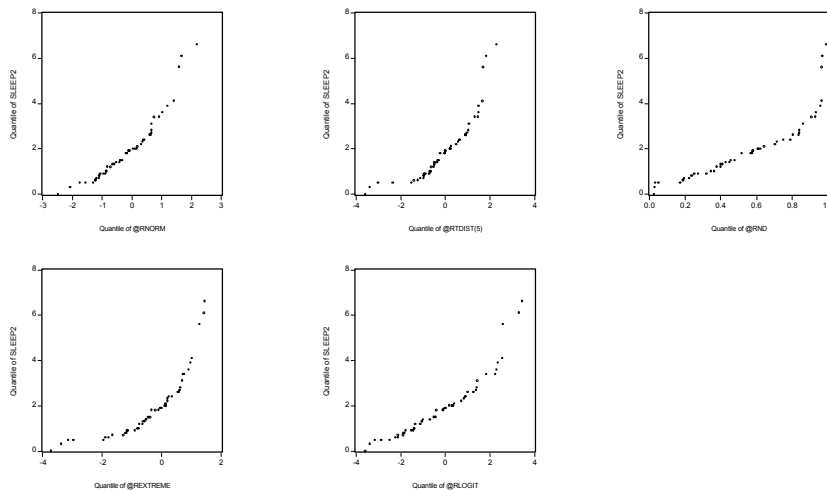 8
6
4
2
0
Quantile of SLEEP2
-3 -2 -1 0 1 2 3
Quantile of @RNORM
8
6
4
2
0
Quantile of SLEEP2
-4 -2 0 2 4
Quantile of @RTDIST(5)
8
6
4
2
0
Quantile of SLEEP2
0.0 0.2 0.4 0.6 0.8
Quantile of @RND
8
6
4
2
0
Quantile of SLEEP2
-4 -2 0 2
Quantile of @REXTREME
8
6
4
2
0
Quantile of SLEEP2
-4 -2 0 2 4
Quantile of @RLOGIT